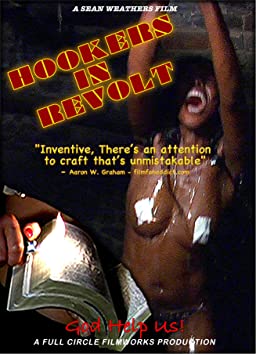 A SEAN WEATHERS FILM
HOOKERS
IN
REVOLT
"Inventive, There's an attention
to craft that's unmistakable"
- Aaron W. Graham - filmfanaddict.com
God Help Us!
A FULL CIRCLE FILMWORKS PRODUCTION